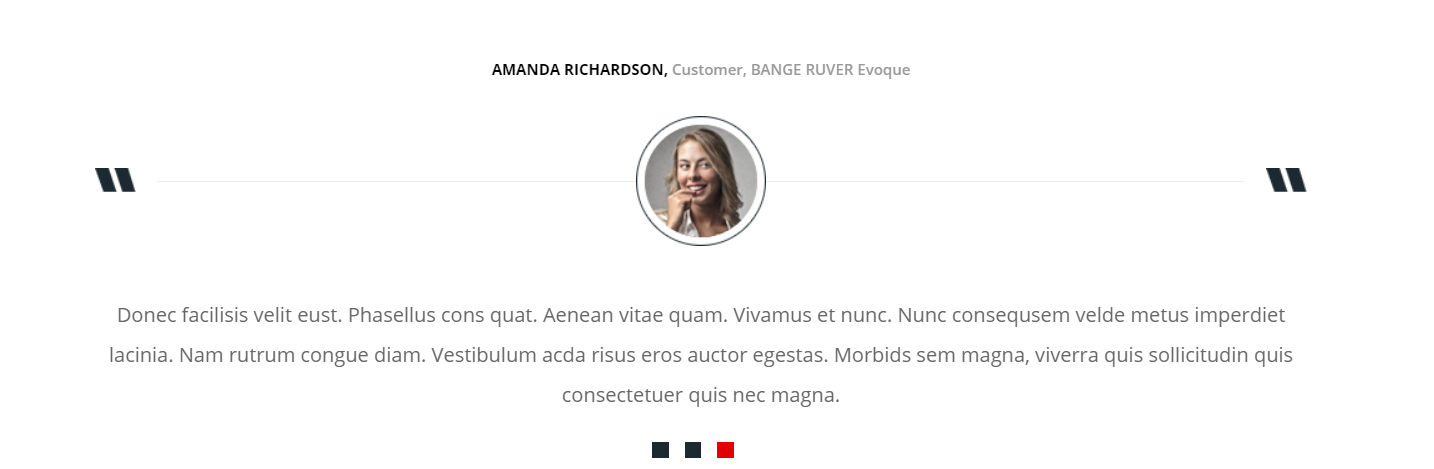 AMANDA RICHARDSON, Customer, BANGE RUVER Evoque
Donec facilisis velit eust. Phasellus cons quat. Aenean vitae quam. Vivamus et nunc. Nunc consequsem velde metus imperdiet
lacinia. Nam rutrum congue diam. Vestibulum acda risus eros auctor egestas. Morbids sem magna, viverra quis sollicitudin quis
consectetuer quis nec magna.